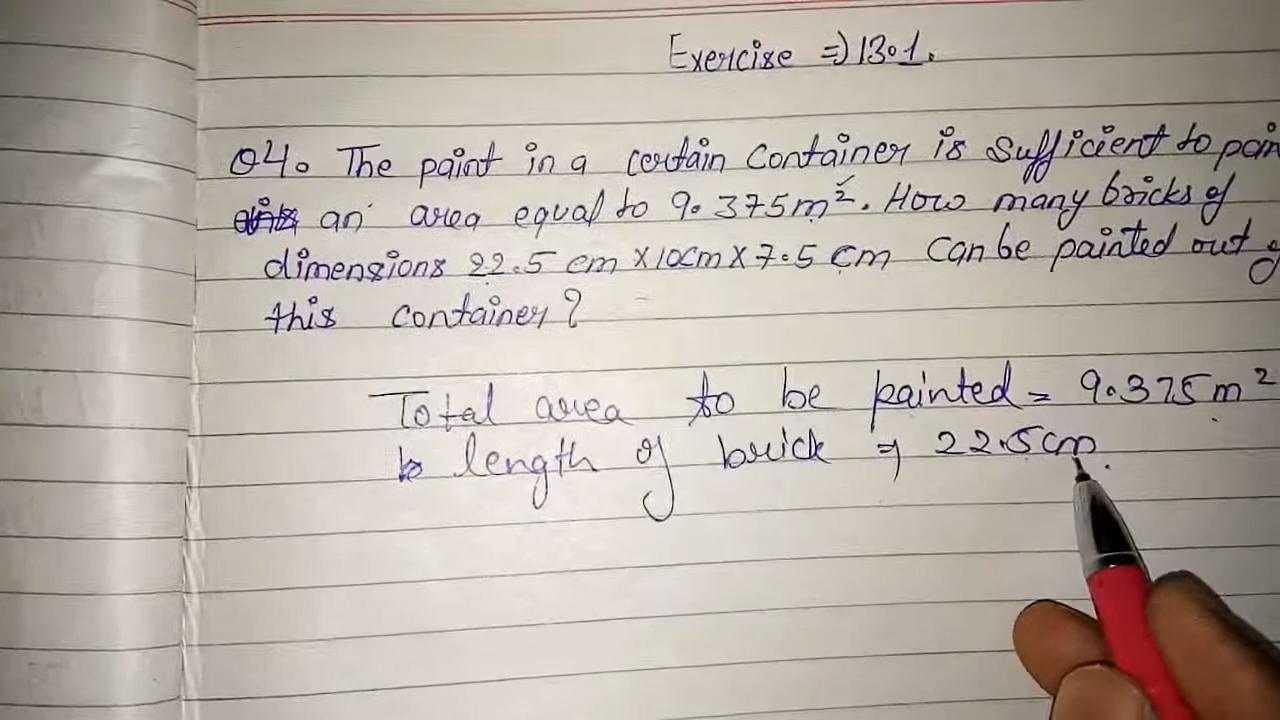 Exercise ⇒ 13.1.
Q4. The paint in a certain container is sufficient to pain
an area equal to 9.375m². How many bricks of
dimensions 22.5 cm ×10cm × 7.5 cm can be painted out o
this container?
Total area to be painted = 9.375m²
length of brick ⇒ 22.5cm.